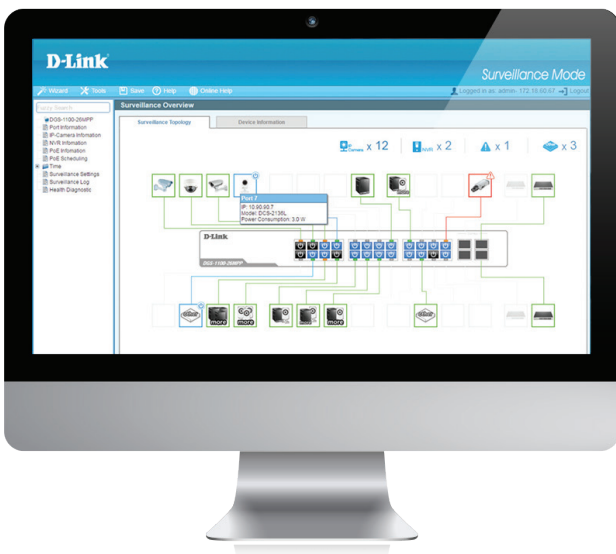 D-Link
Surveillance Mode
Wizard Tools Save Help Online Help
Logged in as: admin- 172.18.60.67 Logout
Surveillance Overview
Surveillance Topology Device Information
DGS-1100-26MPP
Port Information
IP-Camera Information
NVR Information
PoE Information
PoE Scheduling
Time
Surveillance Settings
Surveillance Log
Health Diagnostic
x 12
NVR x 2
x 1
x 3
Port 7
IP: 10.90.90.7
Model: DCS-2136L
Power Consumption: 3.0 W
D-Link
DGS-1100-26MPP
more
more
more